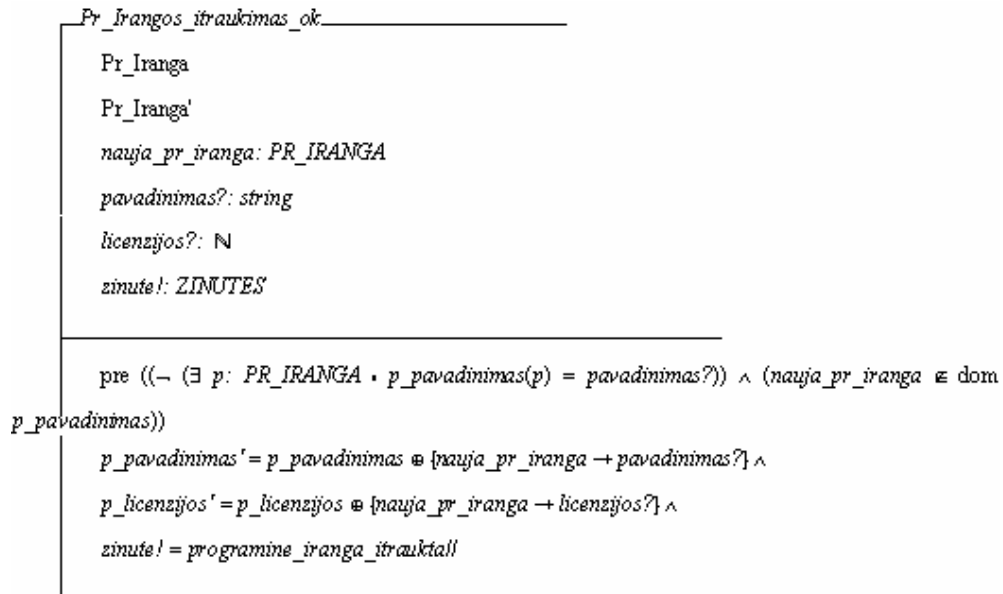 Pr_Irangos_itraukimas_ok
Pr_Iranga
Pr_Iranga'
nauja_pr_iranga: PR_IRANGA
pavadinimas?: string
licenzijos?: ℕ
zinute!: ZINUTES
pre ((¬ (∃ p: PR_IRANGA • p_pavadinimas(p) = pavadinimas?)) ∧ (nauja_pr_iranga ∉ dom
p_pavadinimas))
p_pavadinimas' = p_pavadinimas ⊕ {nauja_pr_iranga → pavadinimas?} ∧
p_licenzijos' = p_licenzijos ⊕ {nauja_pr_iranga → licenzijos?} ∧
zinute! = programine_iranga_itrauktall